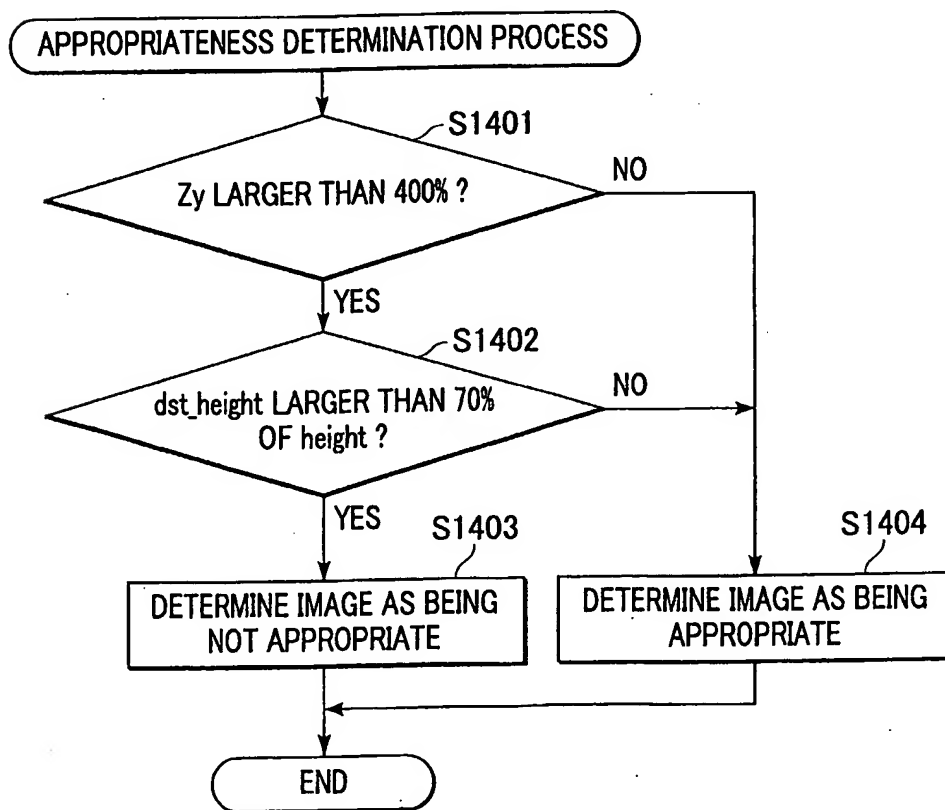 APPROPRIATENESS DETERMINATION PROCESS
S1401
Zy LARGER THAN 400% ?
NO
YES
S1402
dst_height LARGER THAN 70%
OF height ?
NO
YES
S1403
DETERMINE IMAGE AS BEING
NOT APPROPRIATE
S1404
DETERMINE IMAGE AS BEING
APPROPRIATE
END